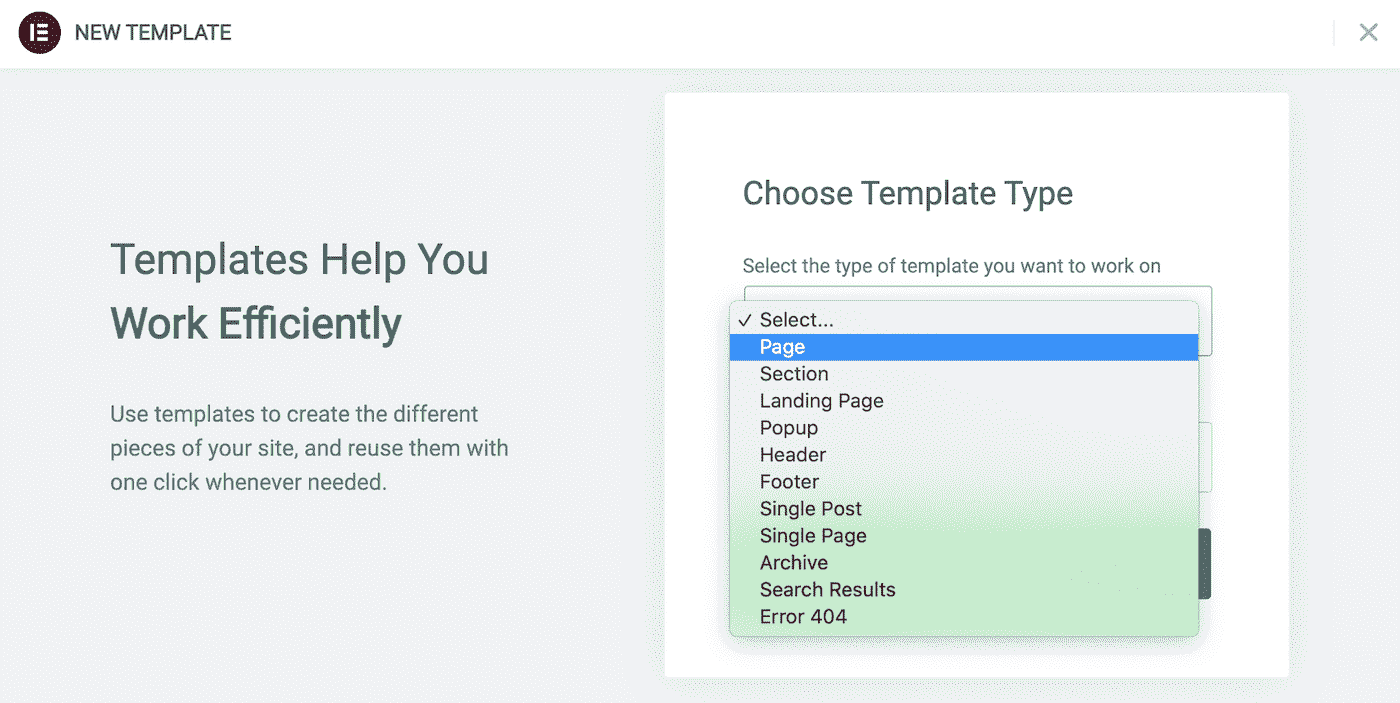 NEW TEMPLATE
Templates Help You
Work Efficiently
Use templates to create the different
pieces of your site, and reuse them with
one click whenever needed.
Choose Template Type
Select the type of template you want to work on
Select...
Page
Section
Landing Page
Popup
Header
Footer
Single Post
Single Page
Archive
Search Results
Error 404